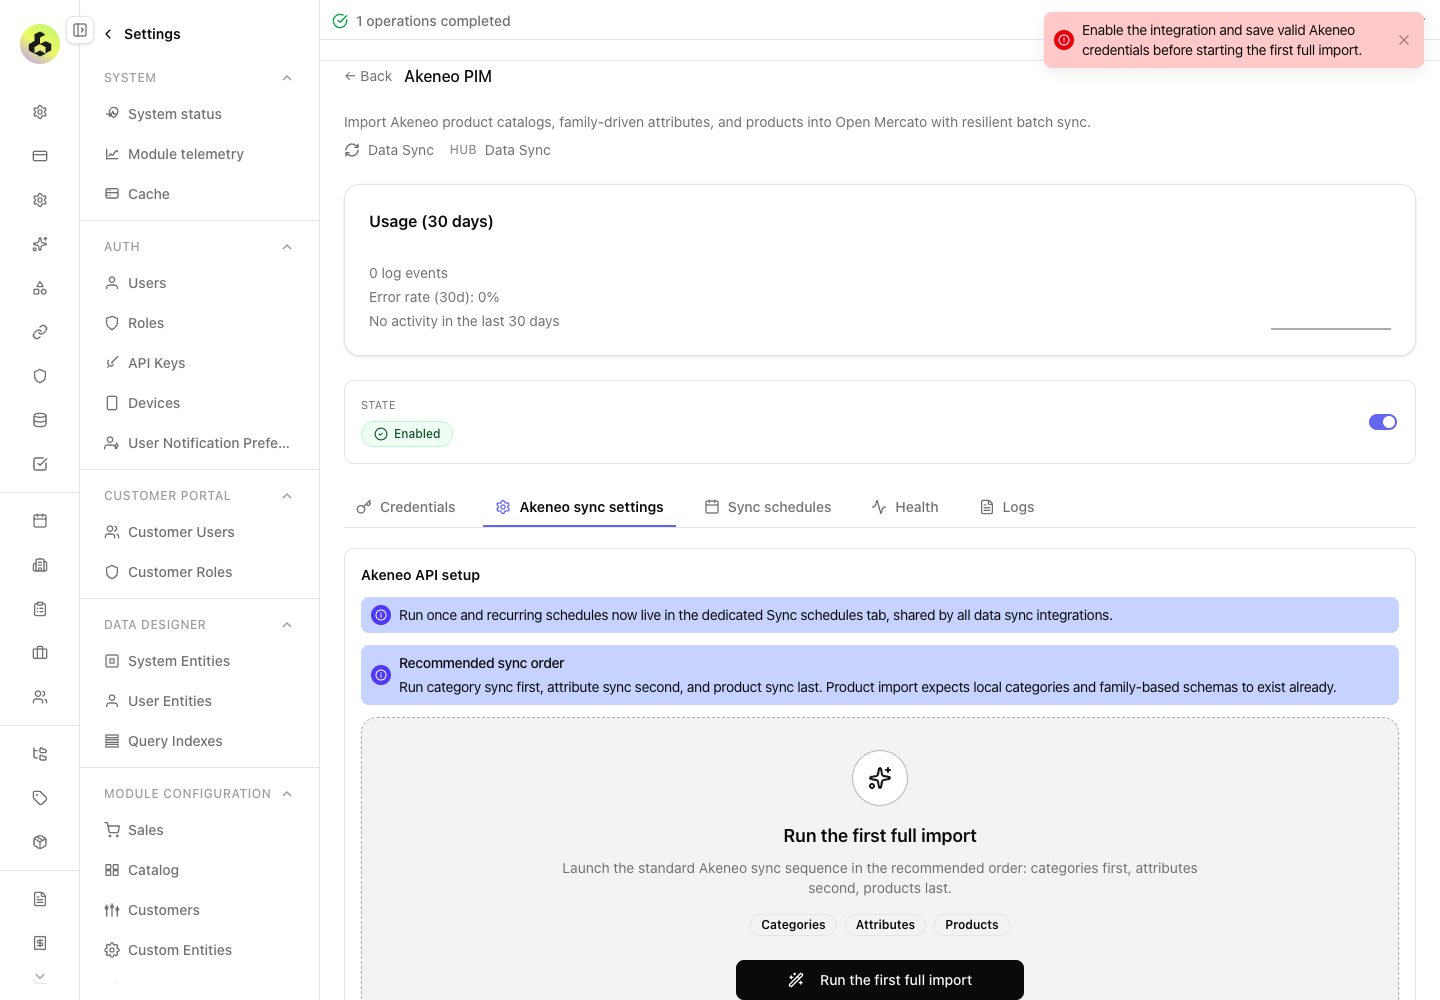 Settings
SYSTEM
System status
Module telemetry
Cache
AUTH
Users
Roles
API Keys
Devices
User Notification Prefe...
CUSTOMER PORTAL
Customer Users
Customer Roles
DATA DESIGNER
System Entities
User Entities
Query Indexes
MODULE CONFIGURATION
Sales
Catalog
Customers
Custom Entities
1 operations completed
Enable the integration and save valid Akeneo
credentials before starting the first full import.
Back Akeneo PIM
Import Akeneo product catalogs, family-driven attributes, and products into Open Mercato with resilient batch sync.
Data Sync HUB Data Sync
Usage (30 days)
0 log events
Error rate (30d): 0%
No activity in the last 30 days
STATE
Enabled
Credentials Akeneo sync settings Sync schedules Health Logs
Akeneo API setup
Run once and recurring schedules now live in the dedicated Sync schedules tab, shared by all data sync integrations.
Recommended sync order
Run category sync first, attribute sync second, and product sync last. Product import expects local categories and family-based schemas to exist already.
Run the first full import
Launch the standard Akeneo sync sequence in the recommended order: categories first, attributes
second, products last.
Categories Attributes Products
Run the first full import